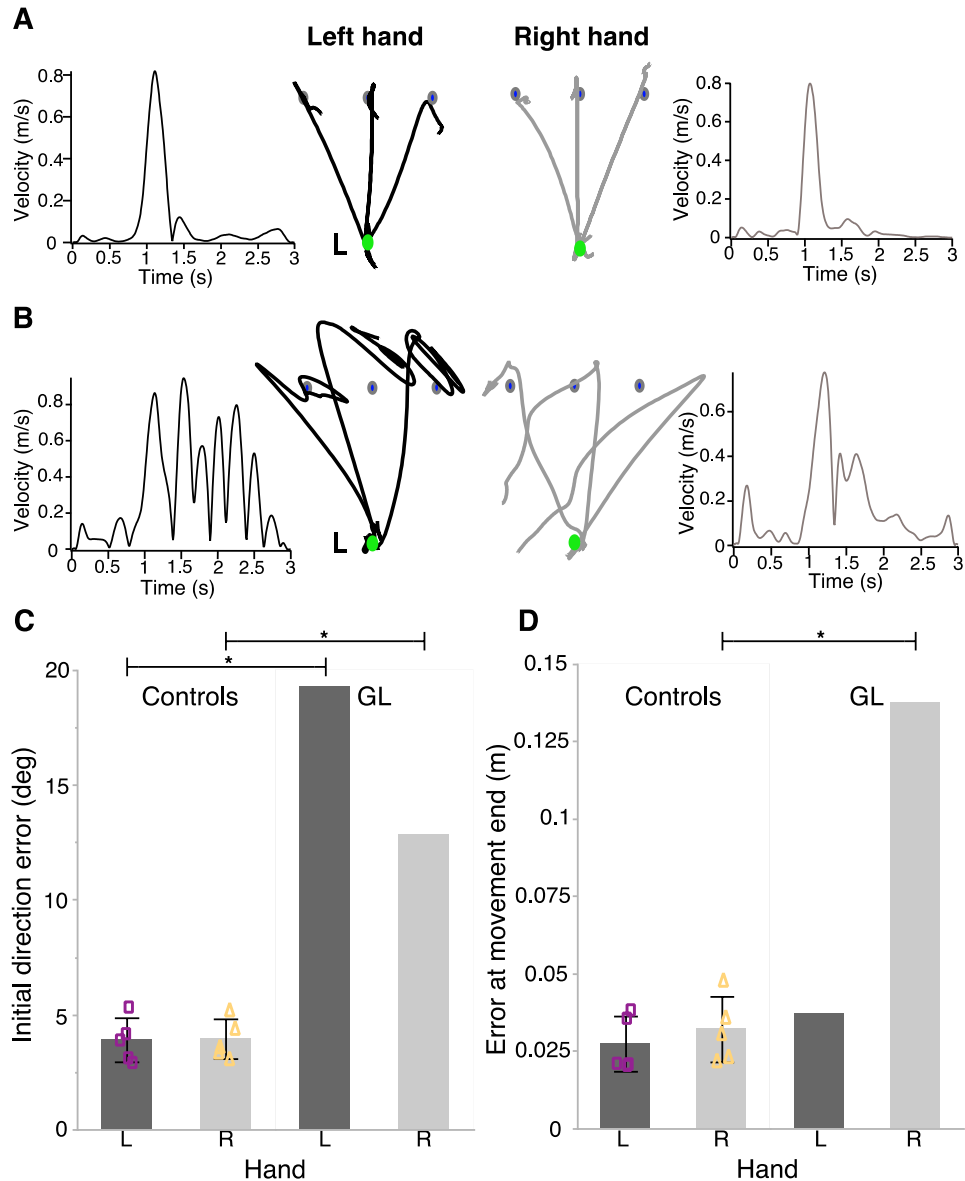 A
Left hand
Right hand
Velocity (m/s)
0.8
0.6
0.4
0.2
0
0 0.5 1 1.5 2 2.5 3
Time (s)
L
Velocity (m/s)
0.8
0.6
0.4
0.2
0
0 0.5 1 1.5 2 2.5 3
Time (s)
B
Velocity (m/s)
0.8
0.6
0.4
0.2
0
0 0.5 1 1.5 2 2.5 3
Time (s)
L
Velocity (m/s)
0.6
0.4
0.2
0
0 0.5 1 1.5 2 2.5 3
Time (s)
C
*
*
Controls
GL
Initial direction error (deg)
20
15
10
5
0
L R L R
Hand
D
*
Controls
GL
Error at movement end (m)
0.15
0.125
0.1
0.075
0.05
0.025
0
L R L R
Hand